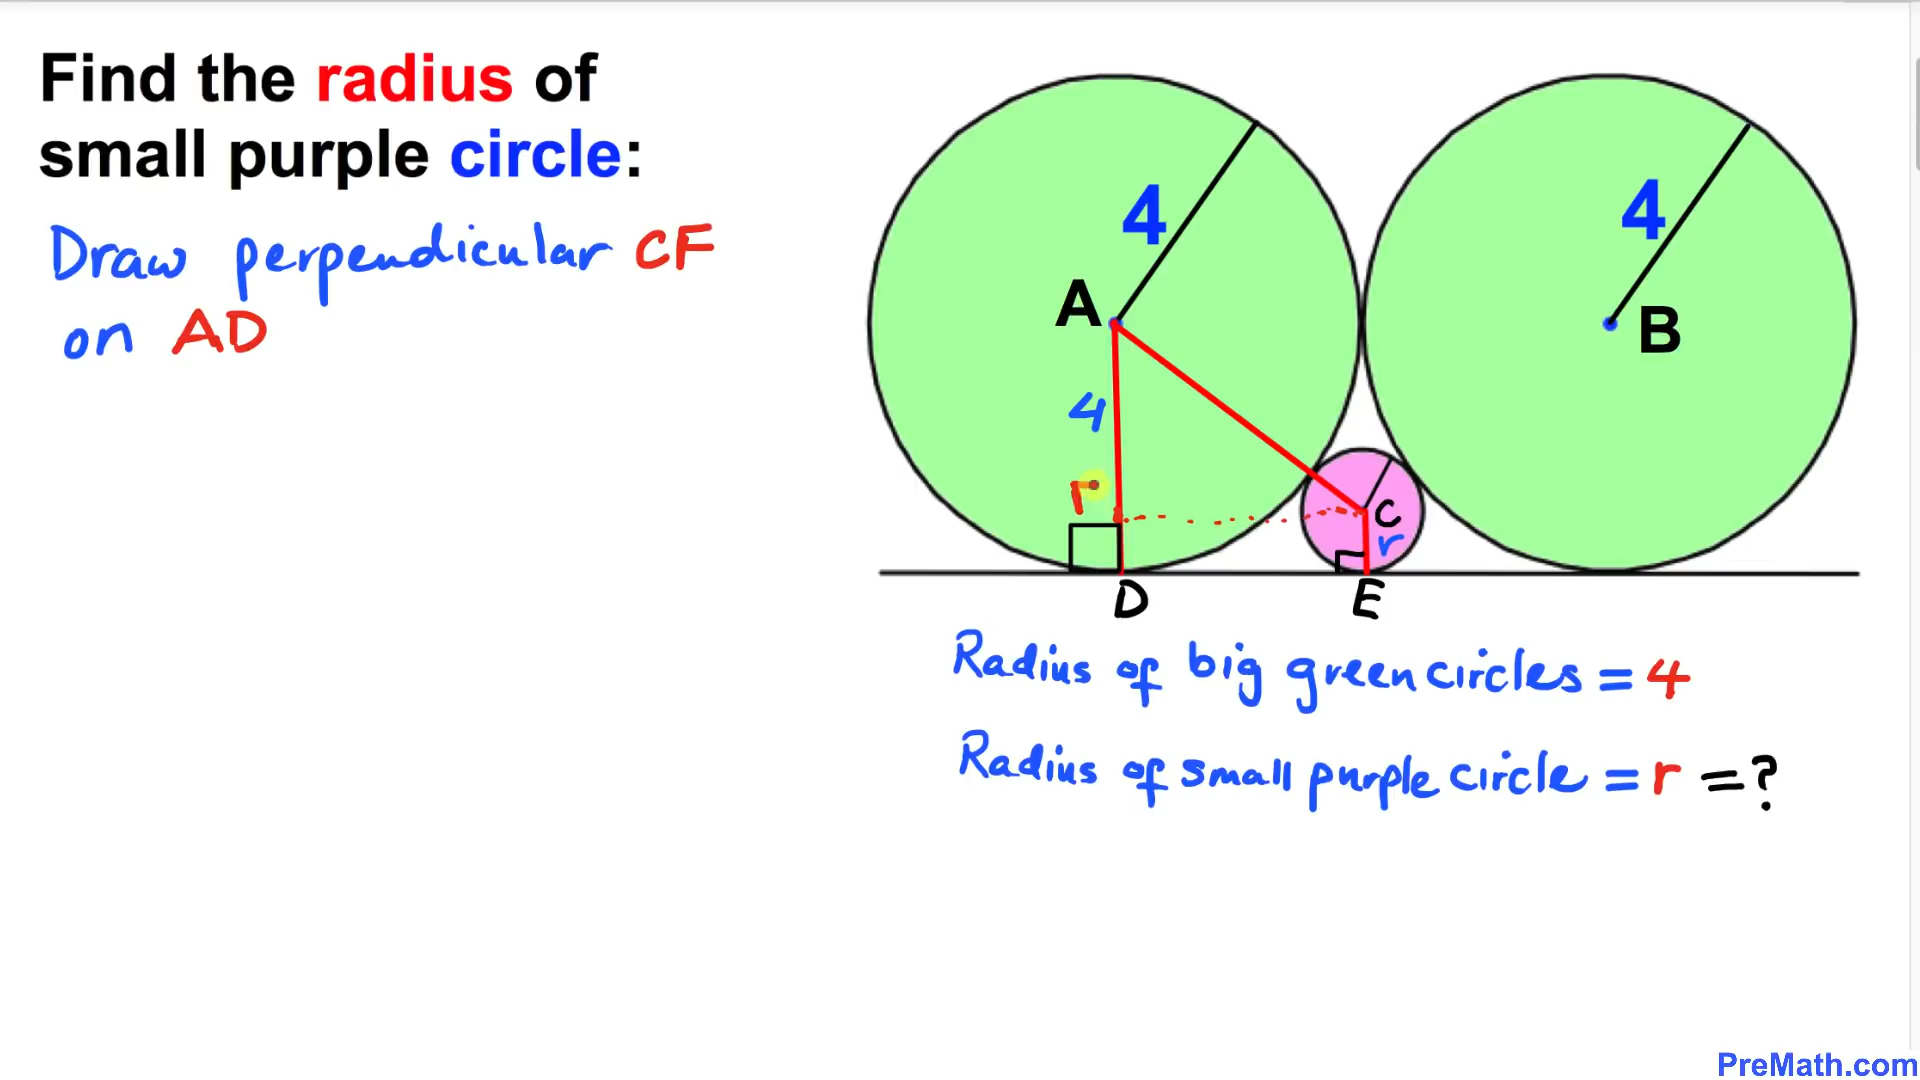 Find the radius of
small purple circle:
Draw perpendicular CF
on AD
4
4
A
B
4
F
C
r
D
E
Radius of big green circles = 4
Radius of small purple circle = r = ?
PreMath.com